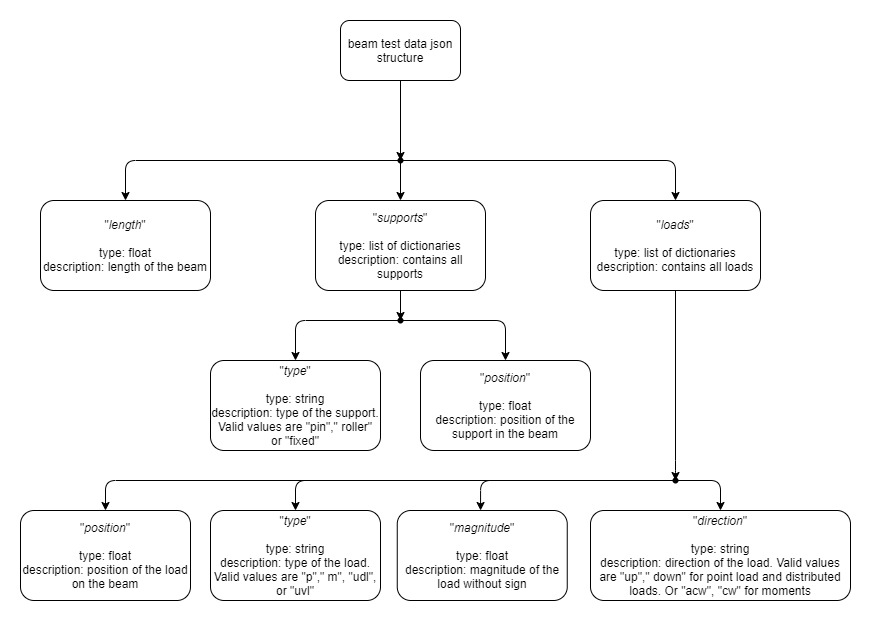 beam test data json
structure
"length"
type: float
description: length of the beam
"supports"
type: list of dictionaries
description: contains all
supports
"loads"
type: list of dictionaries
description: contains all loads
"type"
type: string
description: type of the support.
Valid values are "pin"," roller"
or "fixed"
"position"
type: float
description: position of the
support in the beam
"position"
type: float
description: position of the load
on the beam
"type"
type: string
description: type of the load.
Valid values are "p"," m", "udl",
or "uvl"
"magnitude"
type: float
description: magnitude of the
load without sign
"direction"
type: string
description: direction of the load. Valid values
are "up"," down" for point load and distributed
loads. Or "acw", "cw" for moments